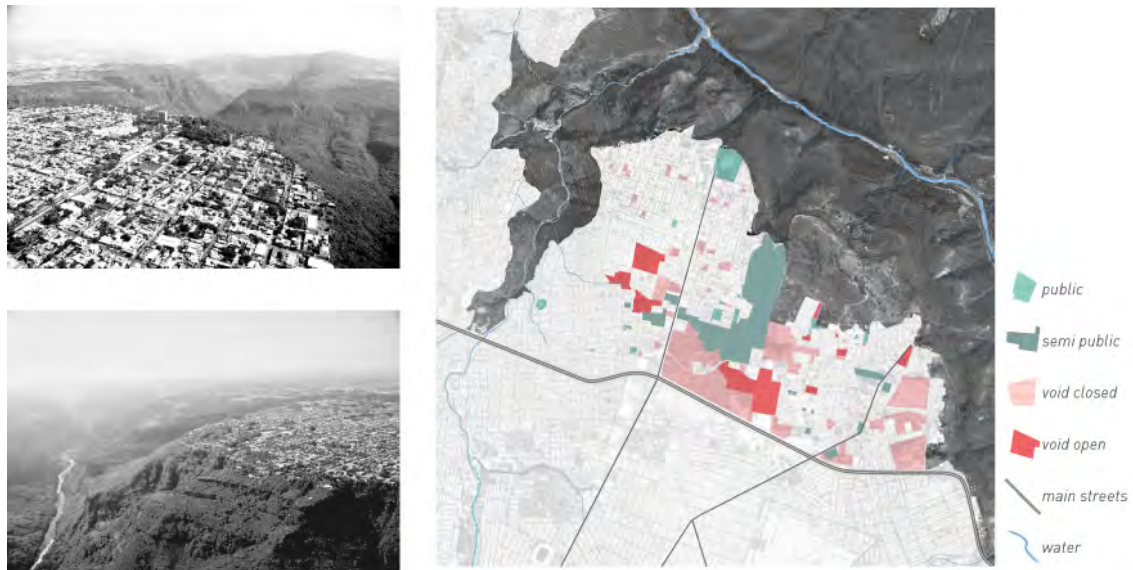 public
semi public
void closed
void open
main streets
water